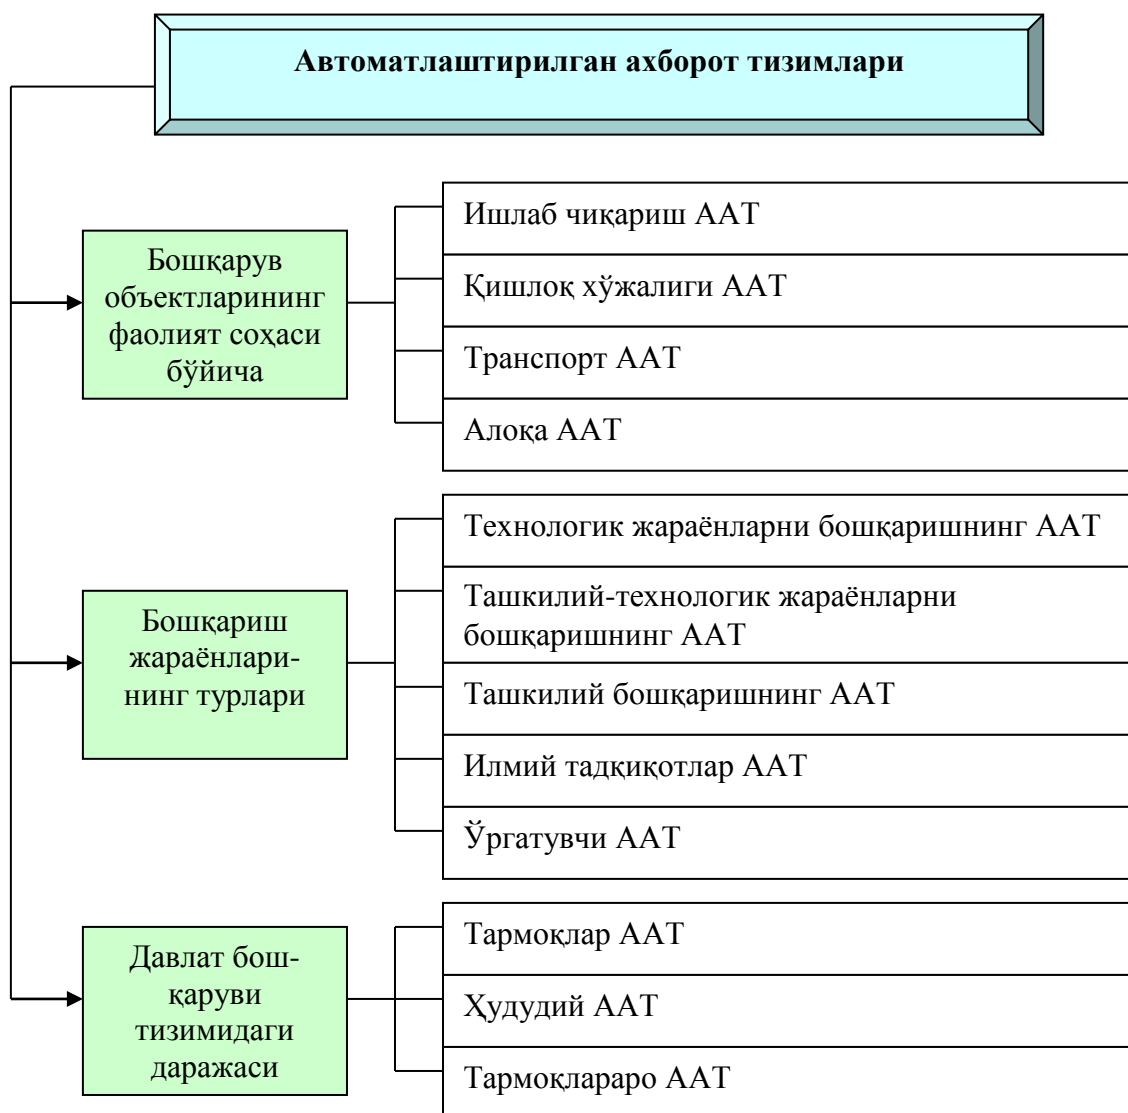 Автоматлаштирилган ахборот тизимлари
Бошқарув
объектларининг
фаолият соҳаси
бўйича
Ишлаб чиқариш ААТ
Қишлоқ хўжалиги ААТ
Транспорт ААТ
Алоқа ААТ
Бошқариш
жараёнлари-
нинг турлари
Технологик жараёнларни бошқаришнинг ААТ
Ташкилий-технологик жараёнларни
бошқаришнинг ААТ
Ташкилий бошқаришнинг ААТ
Илмий тадқиқотлар ААТ
Ўргатувчи ААТ
Давлат бош-
қаруви
тизимидаги
даражаси
Тармоқлар ААТ
Ҳудудий ААТ
Тармоқлараро ААТ